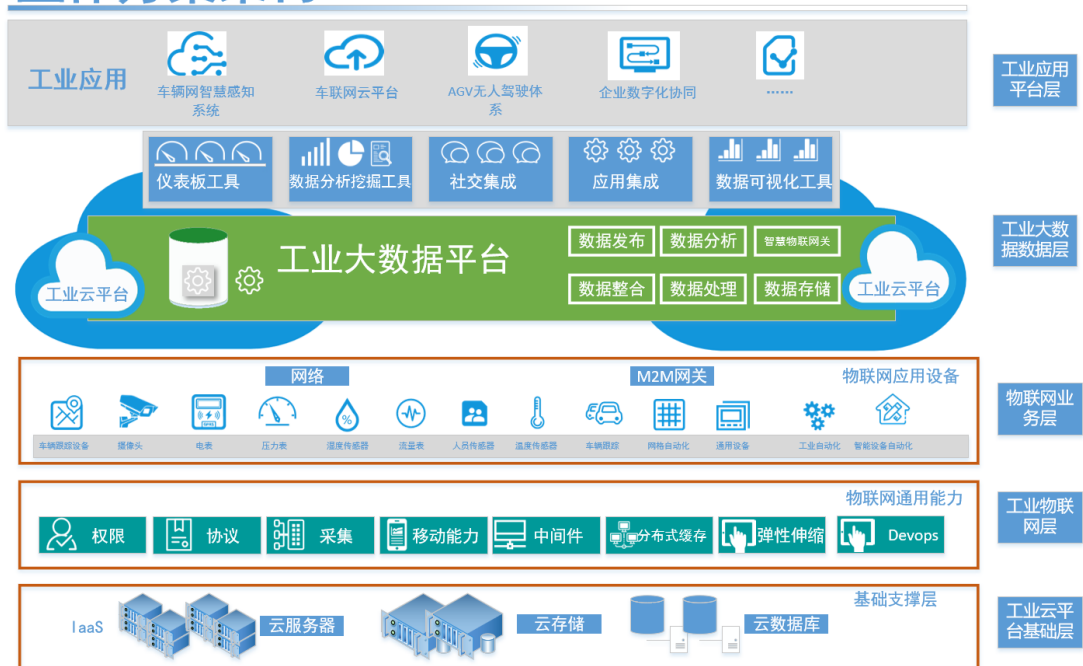 工业应用
车辆网智慧感知
系统
车联网云平台
AGV无人驾驶体
系
企业数字化协同
......
工业应用
平台层
仪表板工具
数据分析挖掘工具
社交集成
应用集成
数据可视化工具
工业大数据平台
数据发布
数据分析
智慧物联网关
数据整合
数据处理
数据存储
工业云平台
工业云平台
工业大数
据数据层
网络
M2M网关
物联网应用设备
车辆跟踪设备
摄像头
电表
压力表
湿度传感器
流量表
人员传感器
温度传感器
车辆跟踪
网格自动化
通用设备
工业自动化
智能设备自动化
物联网业
务层
物联网通用能力
权限
协议
采集
移动能力
中间件
分布式缓存
弹性伸缩
Devops
工业物联
网层
基础支撑层
IaaS
云服务器
云存储
云数据库
工业云平
台基础层